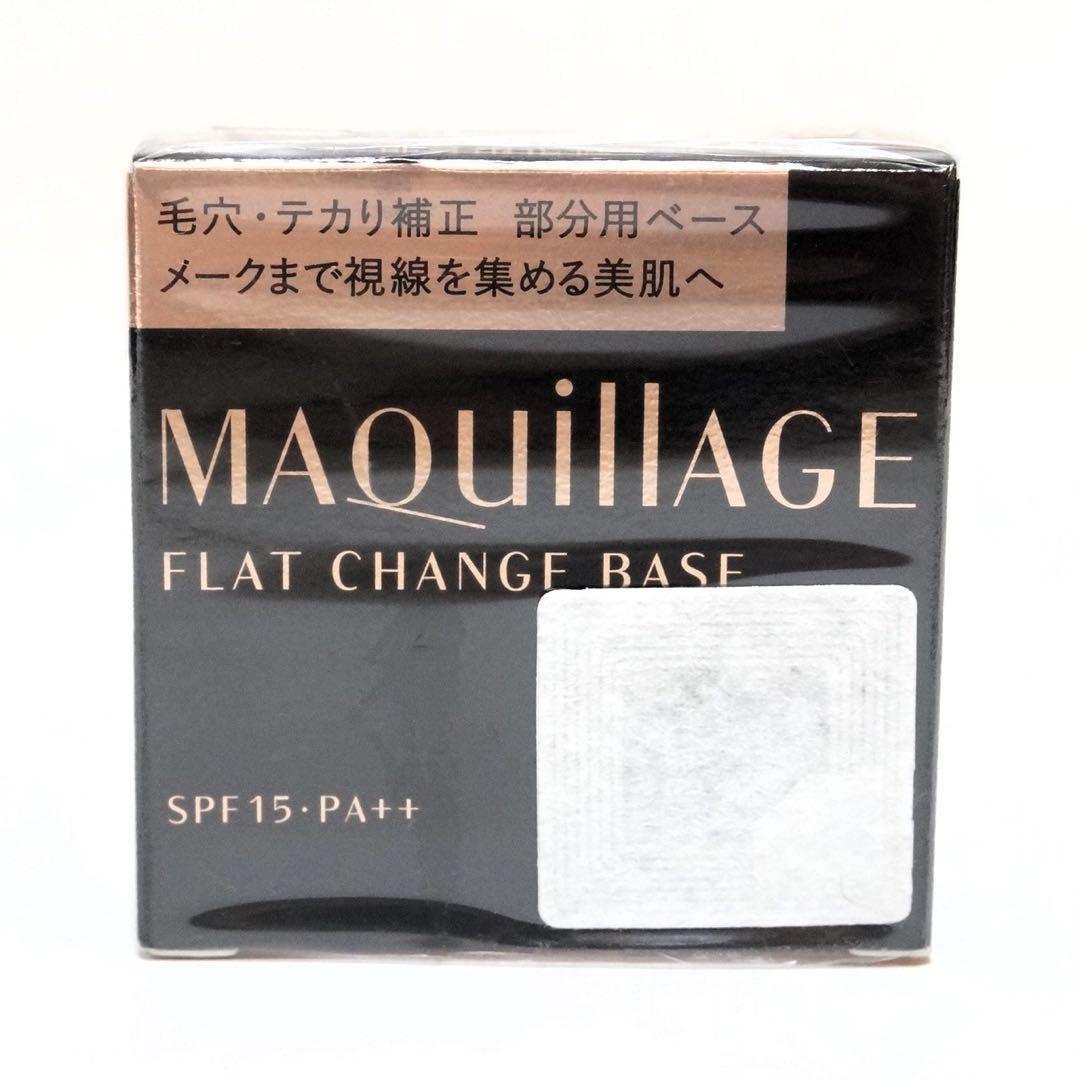 毛穴・テカリ補正 部分用ベース
メークまで視線を集める美肌へ
MAQuillAGE
FLAT CHANGE BASE
SPF15・PA++